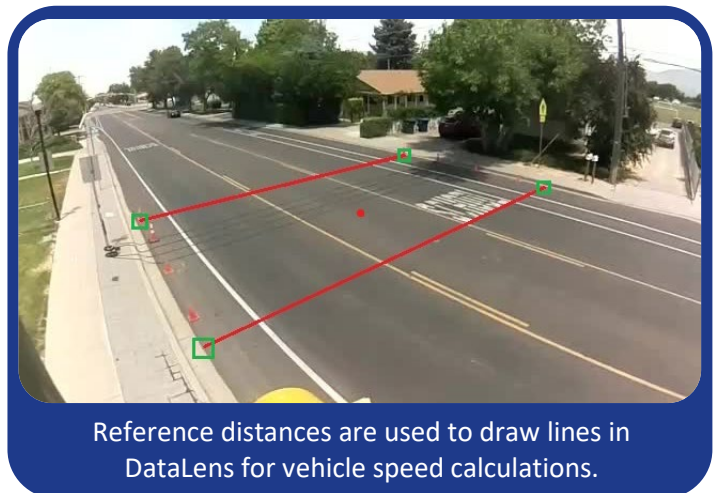 Reference distances are used to draw lines in
DataLens for vehicle speed calculations.